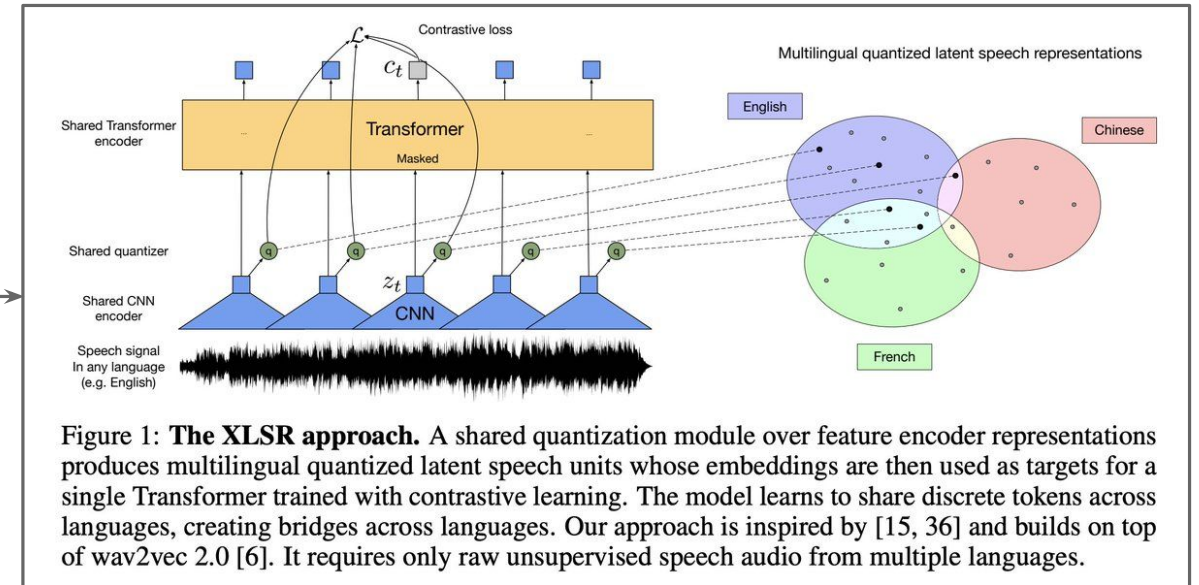 ℒ
Contrastive loss
Multilingual quantized latent speech representations
c_t
English
Chinese
Shared Transformer
encoder
...
Transformer
...
Masked
Shared quantizer
q
q
q
q
q
z_t
Shared CNN
encoder
CNN
Speech signal
In any language
(e.g. English)
French
Figure 1: The XLSR approach. A shared quantization module over feature encoder representations
produces multilingual quantized latent speech units whose embeddings are then used as targets for a
single Transformer trained with contrastive learning. The model learns to share discrete tokens across
languages, creating bridges across languages. Our approach is inspired by [15, 36] and builds on top
of wav2vec 2.0 [6]. It requires only raw unsupervised speech audio from multiple languages.